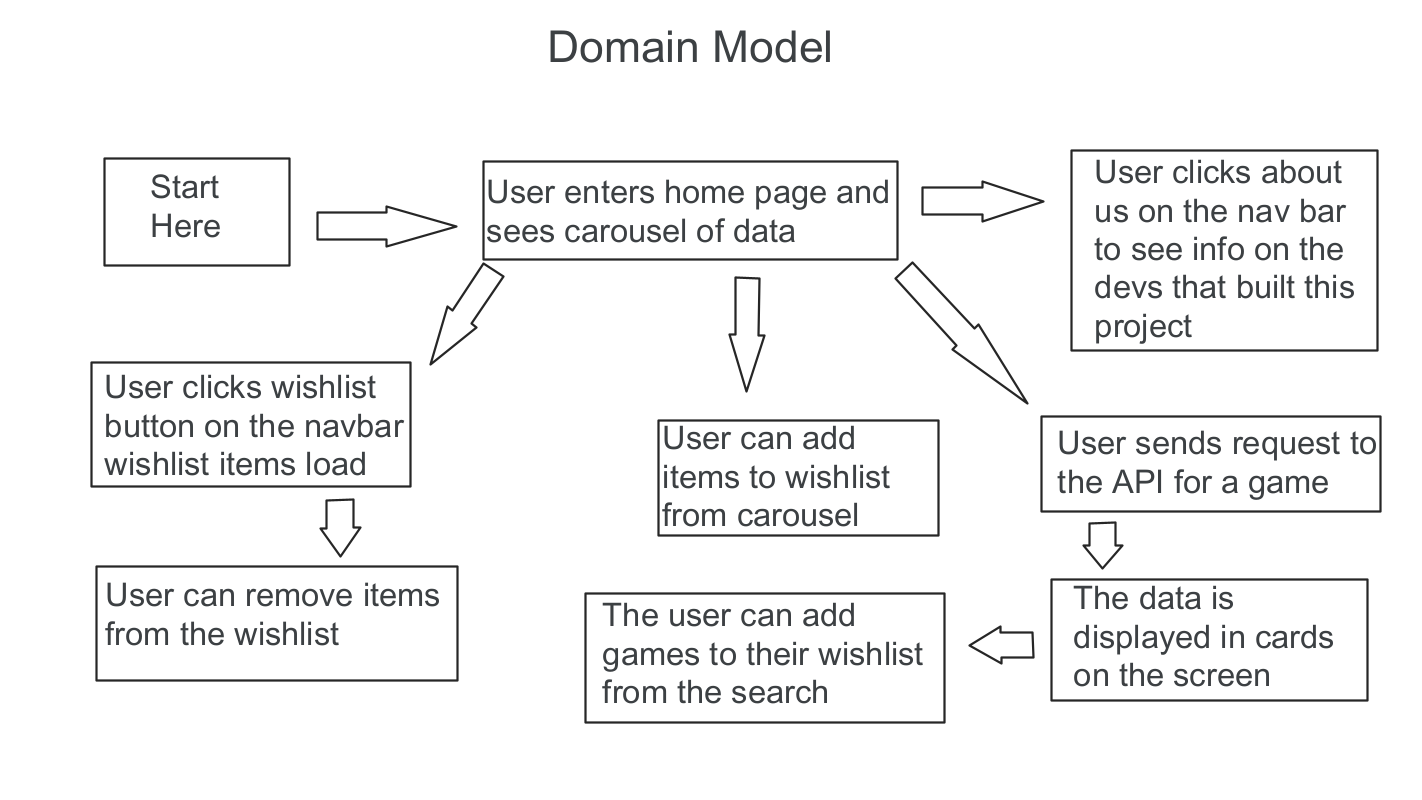 Domain Model
Start
Here
User enters home page and
sees carousel of data
User clicks about
us on the nav bar
to see info on the
devs that built this
project
User clicks wishlist
button on the navbar
wishlist items load
User can add
items to wishlist
from carousel
User sends request to
the API for a game
User can remove items
from the wishlist
The user can add
games to their wishlist
from the search
The data is
displayed in cards
on the screen